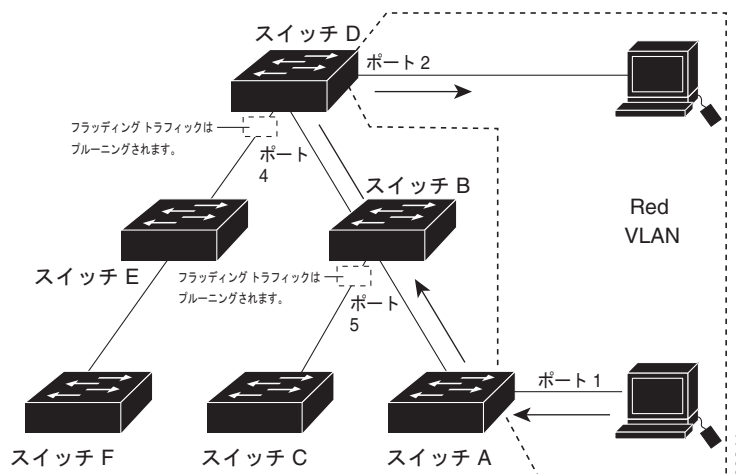 スイッチ D
ポート 2
フラッディング トラフィックは
プルーニングされます。
ポート
4
スイッチ B
Red
VLAN
スイッチ E
フラッディング トラフィックは
プルーニングされます。
ポート
5
ポート 1
スイッチ F
スイッチ C
スイッチ A